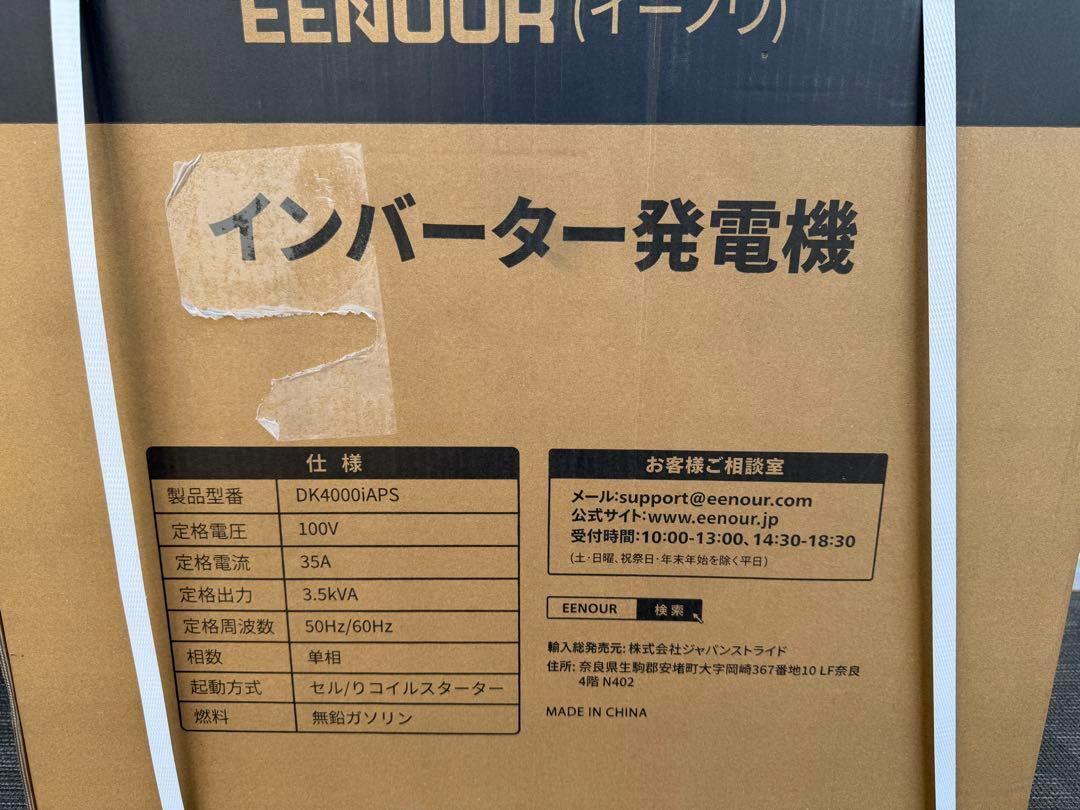 EENOUR(イーノウ)
インバーター発電機
仕 様
製品型番 DK4000iAPS
定格電圧 100V
定格電流 35A
定格出力 3.5kVA
定格周波数 50Hz/60Hz
相数 単相
起動方式 セル/りコイルスターター
燃料 無鉛ガソリン
お客様ご相談室
メール:support@eenour.com
公式サイト:www.eenour.jp
受付時間:10:00-13:00、14:30-18:30
(土・日曜、祝祭日・年末年始を除く平日)
EENOUR 検索
輸入総発売元: 株式会社ジャパンストライド
住所: 奈良県生駒郡安堵町大字岡崎367番地10 LF奈良
4階 N402
MADE IN CHINA